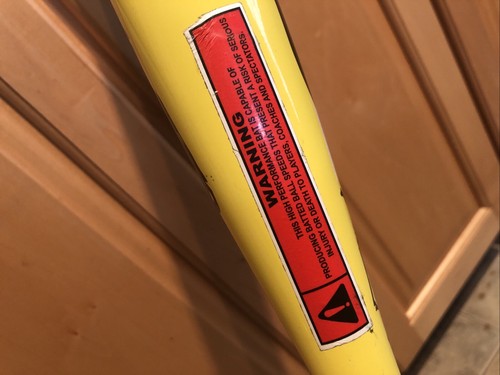 WARNING
THIS HIGH PERFORMANCE BAT IS CAPABLE OF
PRODUCING BATTED BALL SPEEDS THAT PRESENT A RISK OF SERIOUS
INJURY OR DEATH TO PLAYERS, COACHES AND SPECTATORS.